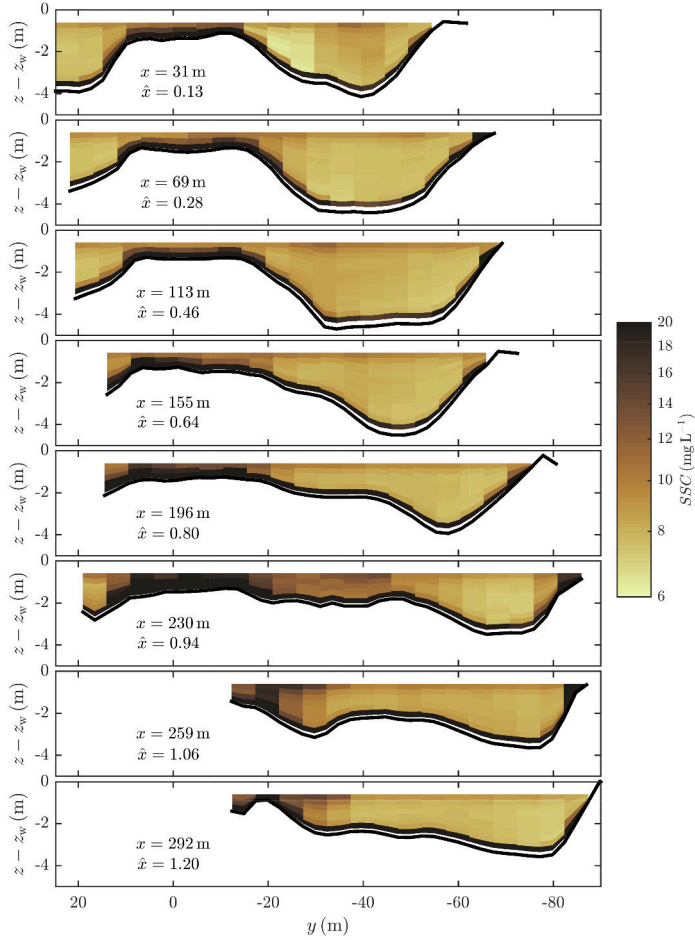 0
-2
-4
z − z_w (m)
x = 31 m
x̂ = 0.13
0
-2
-4
z − z_w (m)
x = 69 m
x̂ = 0.28
0
-2
-4
z − z_w (m)
x = 113 m
x̂ = 0.46
0
-2
-4
z − z_w (m)
x = 155 m
x̂ = 0.64
0
-2
-4
z − z_w (m)
x = 196 m
x̂ = 0.80
0
-2
-4
z − z_w (m)
x = 230 m
x̂ = 0.94
0
-2
-4
z − z_w (m)
x = 259 m
x̂ = 1.06
0
-2
-4
z − z_w (m)
x = 292 m
x̂ = 1.20
20 0 -20 -40 -60 -80
y (m)
20
18
16
14
12
10
8
6
SSC (mg L⁻¹)